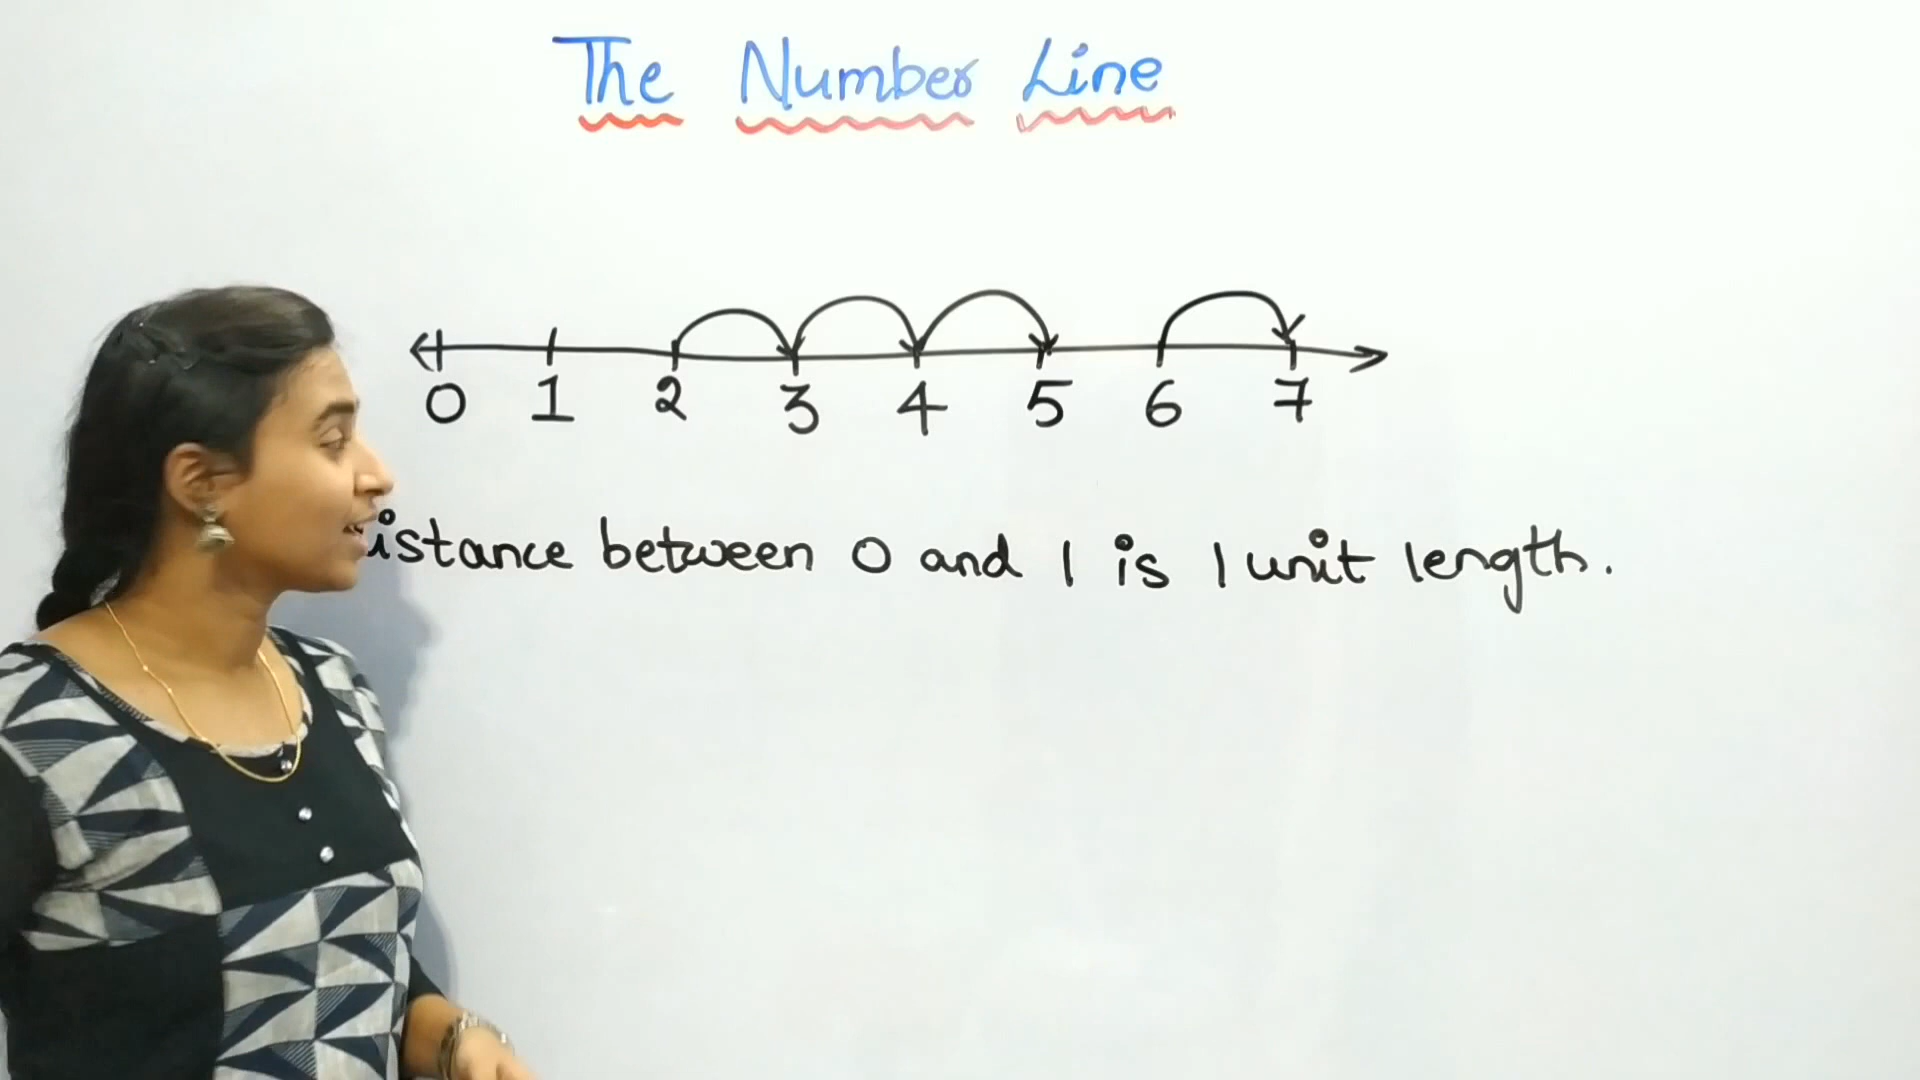 The Number Line
0 1 2 3 4 5 6 7
istance between 0 and 1 is 1 unit length.